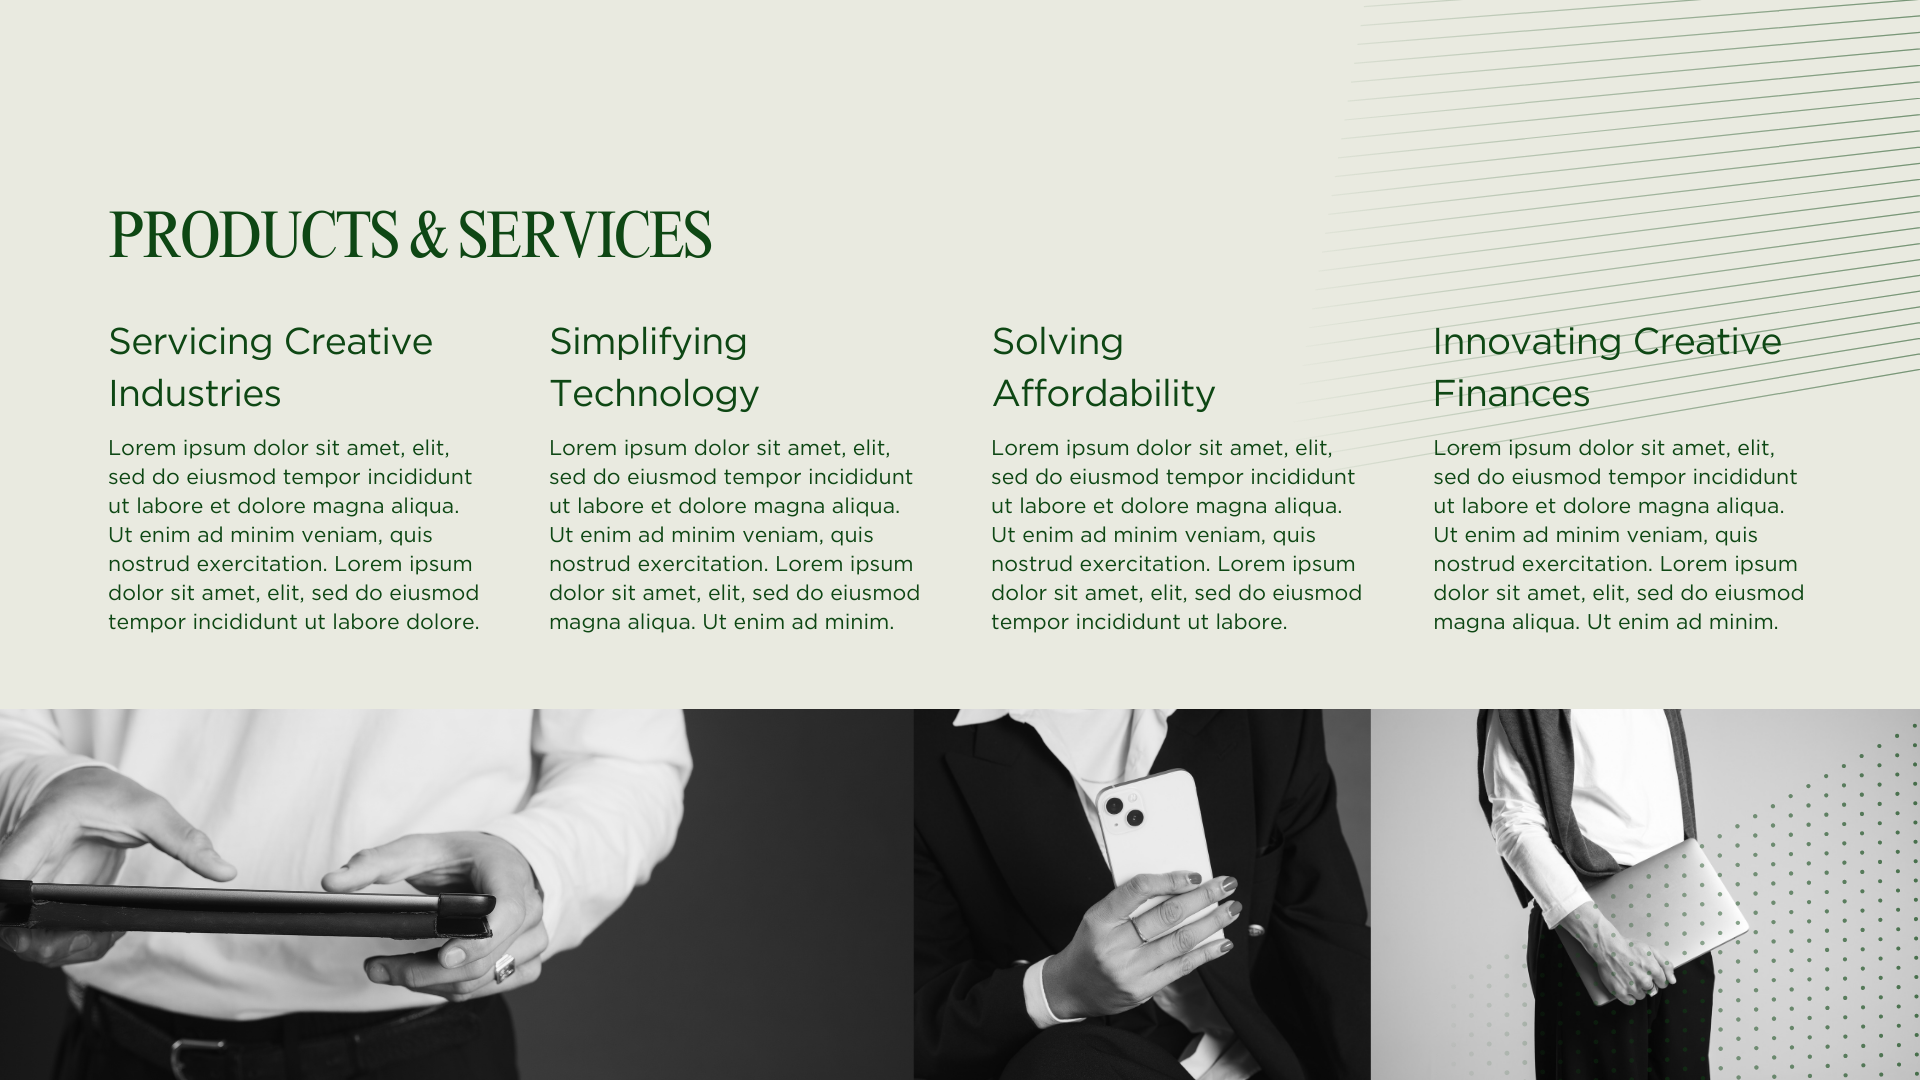 PRODUCTS & SERVICES
Servicing Creative
Industries
Lorem ipsum dolor sit amet, elit,
sed do eiusmod tempor incididunt
ut labore et dolore magna aliqua.
Ut enim ad minim veniam, quis
nostrud exercitation. Lorem ipsum
dolor sit amet, elit, sed do eiusmod
tempor incididunt ut labore dolore.
Simplifying
Technology
Lorem ipsum dolor sit amet, elit,
sed do eiusmod tempor incididunt
ut labore et dolore magna aliqua.
Ut enim ad minim veniam, quis
nostrud exercitation. Lorem ipsum
dolor sit amet, elit, sed do eiusmod
magna aliqua. Ut enim ad minim.
Solving
Affordability
Lorem ipsum dolor sit amet, elit,
sed do eiusmod tempor incididunt
ut labore et dolore magna aliqua.
Ut enim ad minim veniam, quis
nostrud exercitation. Lorem ipsum
dolor sit amet, elit, sed do eiusmod
tempor incididunt ut labore.
Innovating Creative
Finances
Lorem ipsum dolor sit amet, elit,
sed do eiusmod tempor incididunt
ut labore et dolore magna aliqua.
Ut enim ad minim veniam, quis
nostrud exercitation. Lorem ipsum
dolor sit amet, elit, sed do eiusmod
magna aliqua. Ut enim ad minim.